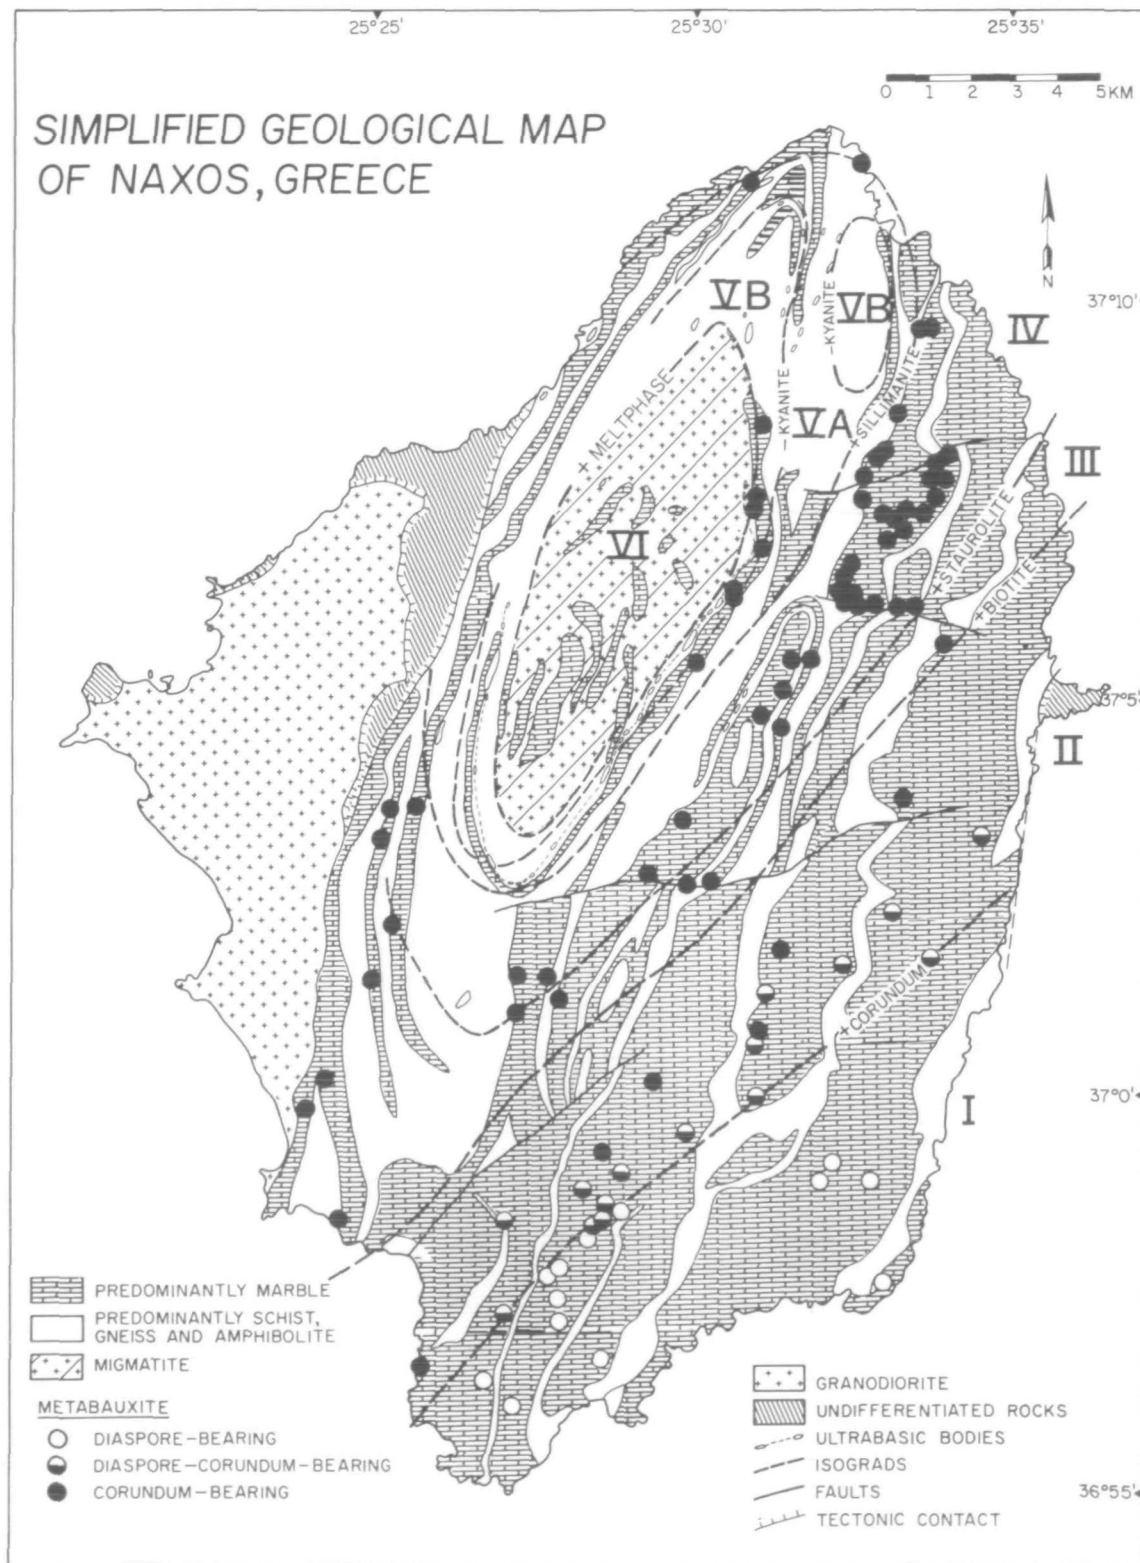 25°25'
25°30'
25°35'
0 1 2 3 4 5 KM
SIMPLIFIED GEOLOGICAL MAP
OF NAXOS, GREECE
N
37°10'
VB
VB
KYANITE
KYANITE
IV
+ MELTPHASE
VA
+ SILLIMANITE
III
VI
+ STAUROLITE
+ BIOTITE
37°5'
II
+ CORUNDUM
37°0'
I
PREDOMINANTLY MARBLE
PREDOMINANTLY SCHIST,
GNEISS AND AMPHIBOLITE
MIGMATITE
METABAUXITE
DIASPORE-BEARING
DIASPORE-CORUNDUM-BEARING
CORUNDUM-BEARING
GRANODIORITE
UNDIFFERENTIATED ROCKS
ULTRABASIC BODIES
ISOGRADS
FAULTS
TECTONIC CONTACT
36°55'